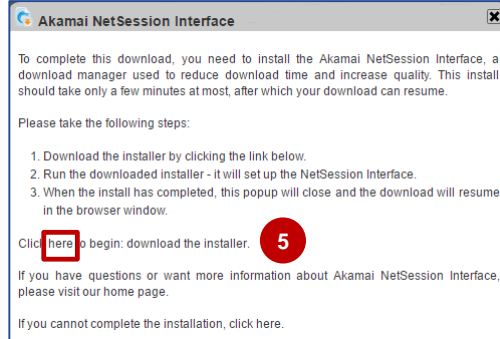 Akamai NetSession Interface
To complete this download, you need to install the Akamai NetSession Interface, a
download manager used to reduce download time and increase quality. This install
should take only a few minutes at most, after which your download can resume.
Please take the following steps:
1. Download the installer by clicking the link below.
2. Run the downloaded installer - it will set up the NetSession Interface.
3. When the install has completed, this popup will close and the download will resume
in the browser window.
Click here to begin: download the installer. 5
If you have questions or want more information about Akamai NetSession Interface,
please visit our home page.
If you cannot complete the installation, click here.